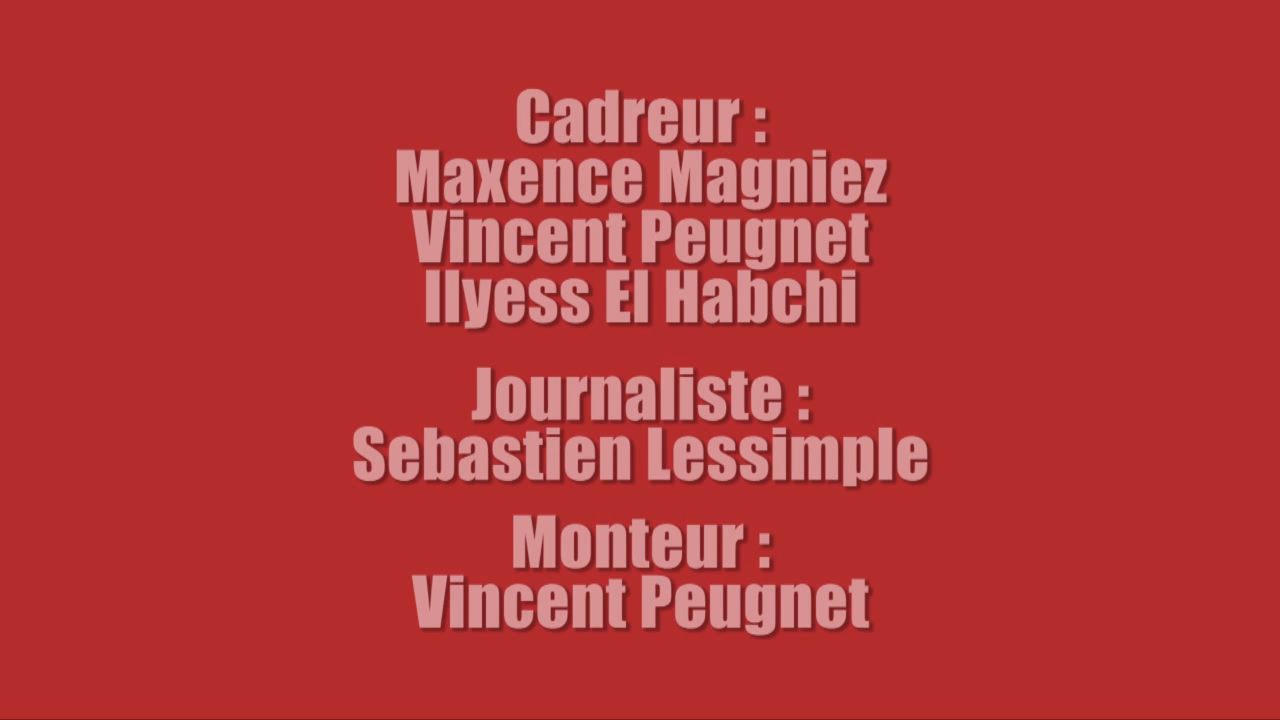 Cadreur :
Maxence Magniez
Vincent Peugnet
Ilyess El Habchi
Journaliste :
Sebastien Lessimple
Monteur :
Vincent Peugnet